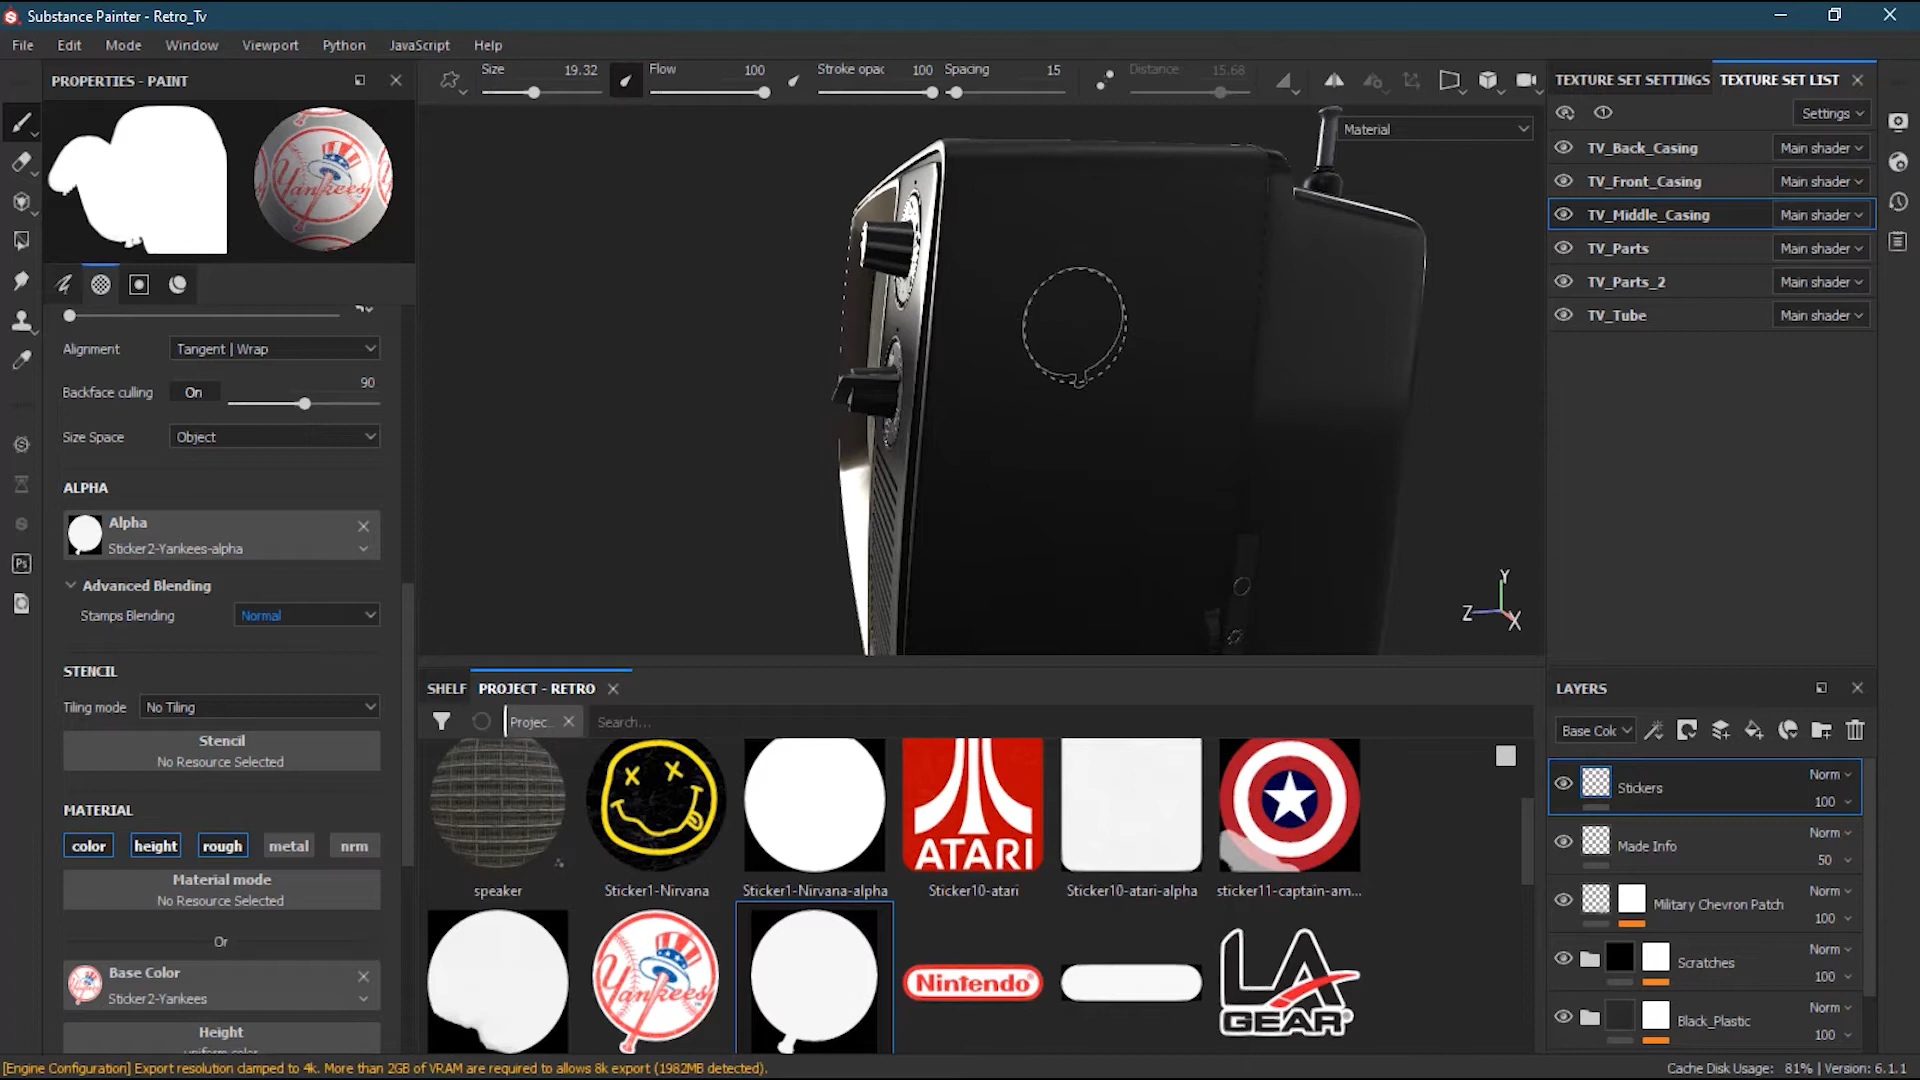 Substance Painter - Retro_Tv
File Edit Mode Window Viewport Python JavaScript Help
PROPERTIES - PAINT
Size 19.32
Flow 100
Stroke opac 100
Spacing 15
Distance 15.68
Material
Yankees
Alignment Tangent | Wrap
Backface culling On 90
Size Space Object
ALPHA
Alpha
Sticker2-Yankees-alpha
Advanced Blending
Stamps Blending Normal
STENCIL
Tiling mode No Tiling
Stencil
No Resource Selected
MATERIAL
color height rough metal nrm
Material mode
No Resource Selected
Or
Base Color
Sticker2-Yankees
Height
uniform color
Ps
Y
Z
X
SHELF PROJECT - RETRO
Projec... Search...
ATARI
speaker
Sticker1-Nirvana
Sticker1-Nirvana-alpha
Sticker10-atari
Sticker10-atari-alpha
sticker11-captain-am...
Yankees
Nintendo
LA
GEAR
TEXTURE SET SETTINGS TEXTURE SET LIST
Settings
TV_Back_Casing Main shader
TV_Front_Casing Main shader
TV_Middle_Casing Main shader
TV_Parts Main shader
TV_Parts_2 Main shader
TV_Tube Main shader
LAYERS
Base Colc
Stickers Norm 100
Made Info Norm 50
Military Chevron Patch Norm 100
Scratches Norm 100
Black_Plastic Norm 100
[Engine Configuration] Export resolution clamped to 4k. More than 2GB of VRAM are required to allows 8k export (1982MB detected).
Cache Disk Usage: 81% | Version: 6.1.1